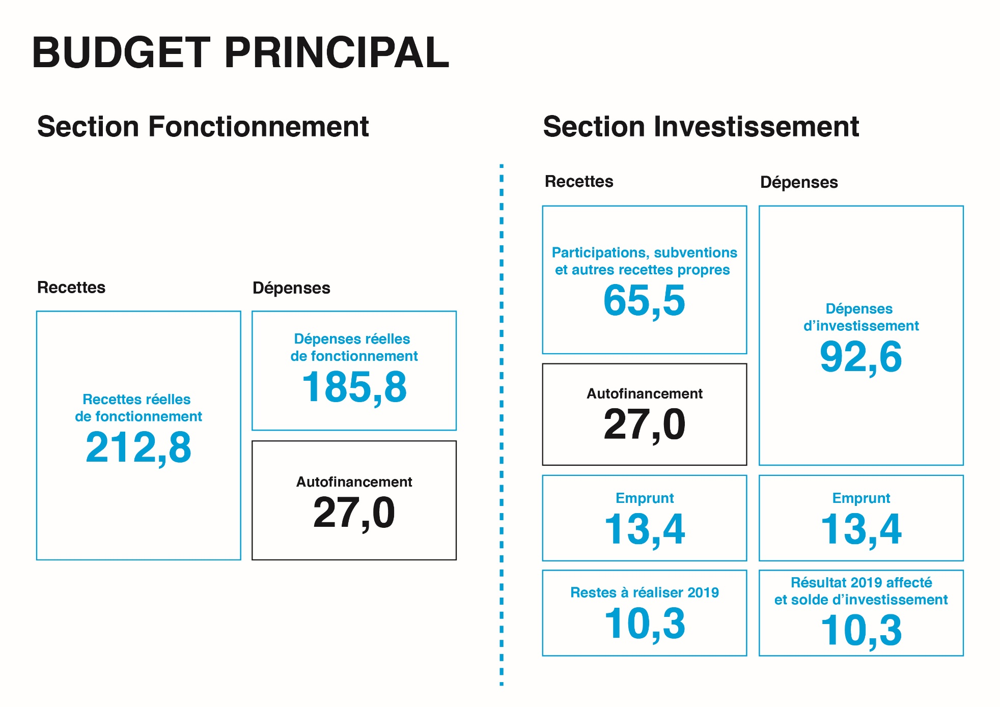 BUDGET PRINCIPAL
Section Fonctionnement
Recettes
Dépenses
Recettes réelles
de fonctionnement
212,8
Dépenses réelles
de fonctionnement
185,8
Autofinancement
27,0
Section Investissement
Recettes
Dépenses
Participations, subventions
et autres recettes propres
65,5
Autofinancement
27,0
Emprunt
13,4
Restes à réaliser 2019
10,3
Dépenses
d’investissement
92,6
Emprunt
13,4
Résultat 2019 affecté
et solde d’investissement
10,3